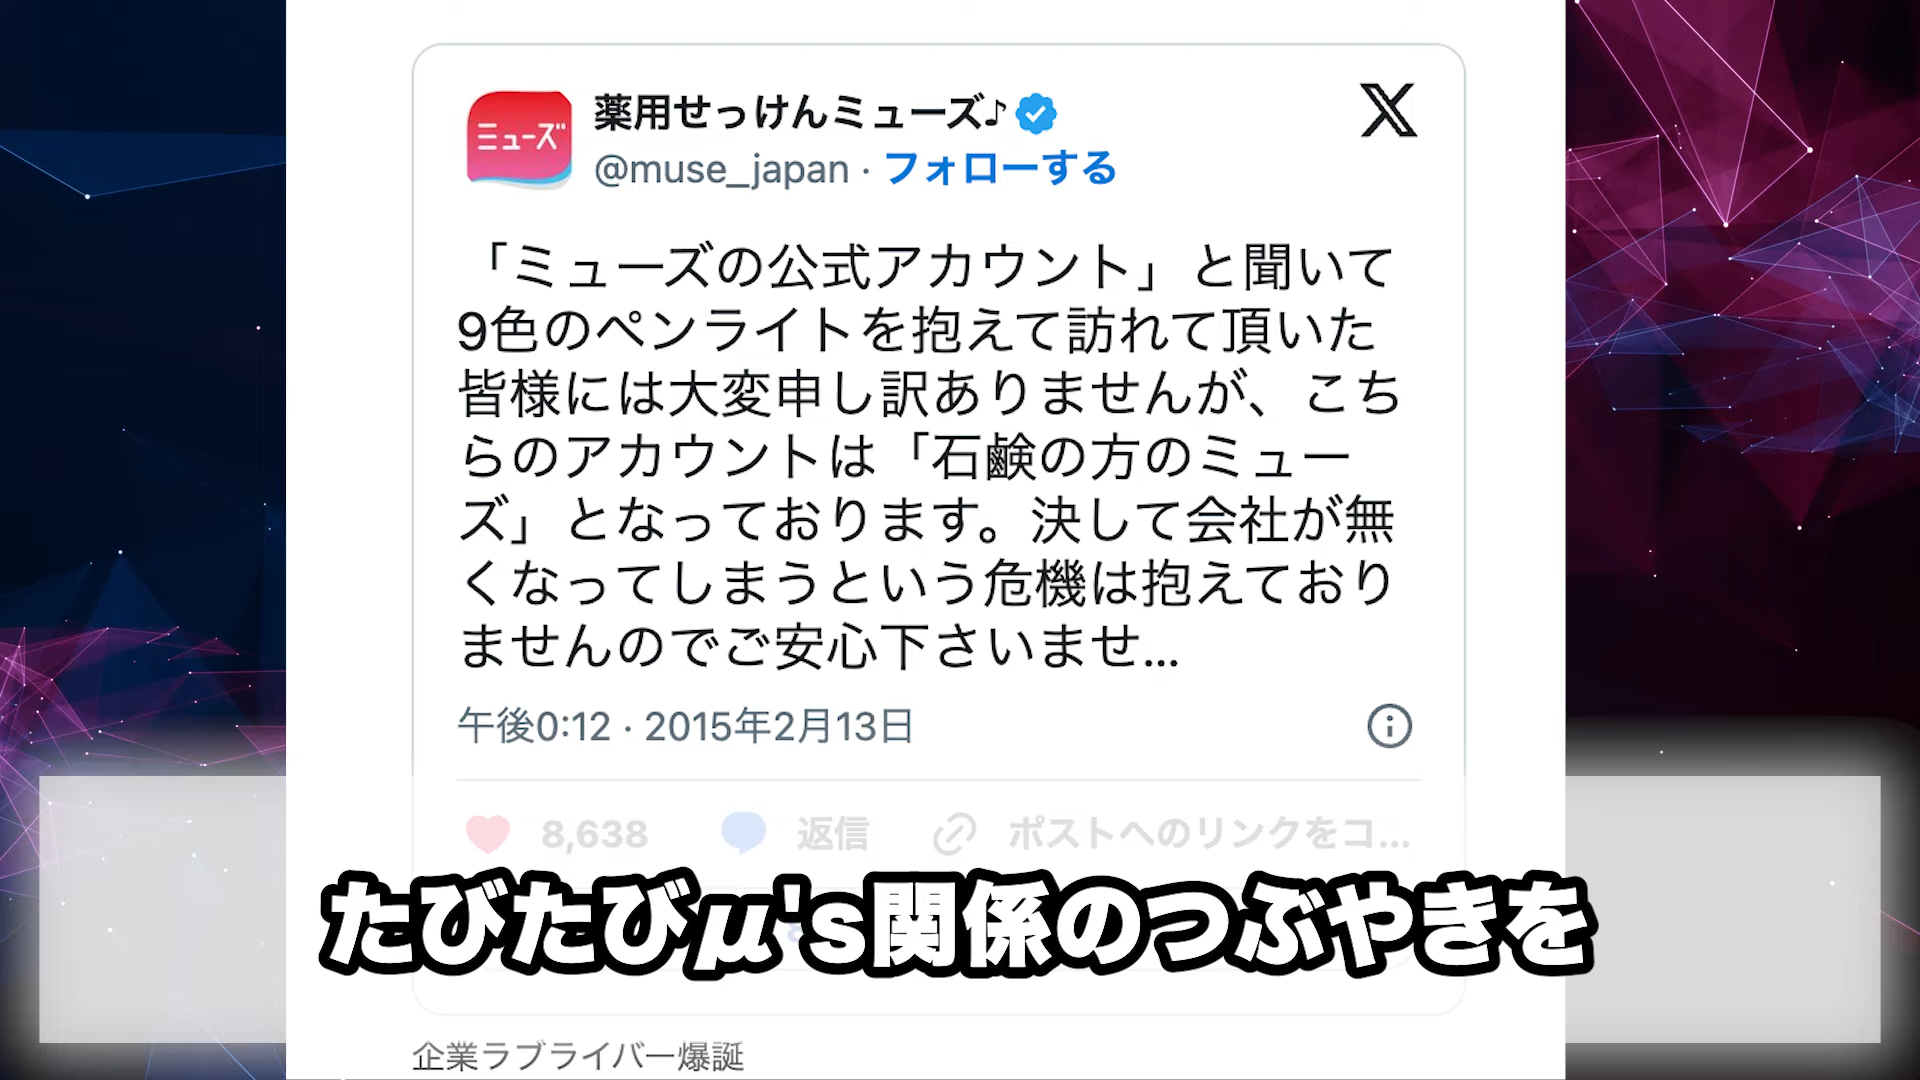 ミューズ
薬用せっけんミューズ♪
@muse_japan · フォローする
「ミューズの公式アカウント」と聞いて
9色のペンライトを抱えて訪れて頂いた
皆様には大変申し訳ありませんが、こち
らのアカウントは「石鹸の方のミュー
ズ」となっております。決して会社が無
くなってしまうという危機は抱えており
ませんのでご安心下さいませ...
午後0:12 · 2015年2月13日
8,638 返信 ポストへのリンクをコ...
たびたびμ's関係のつぶやきを
企業ラブライバー爆誕